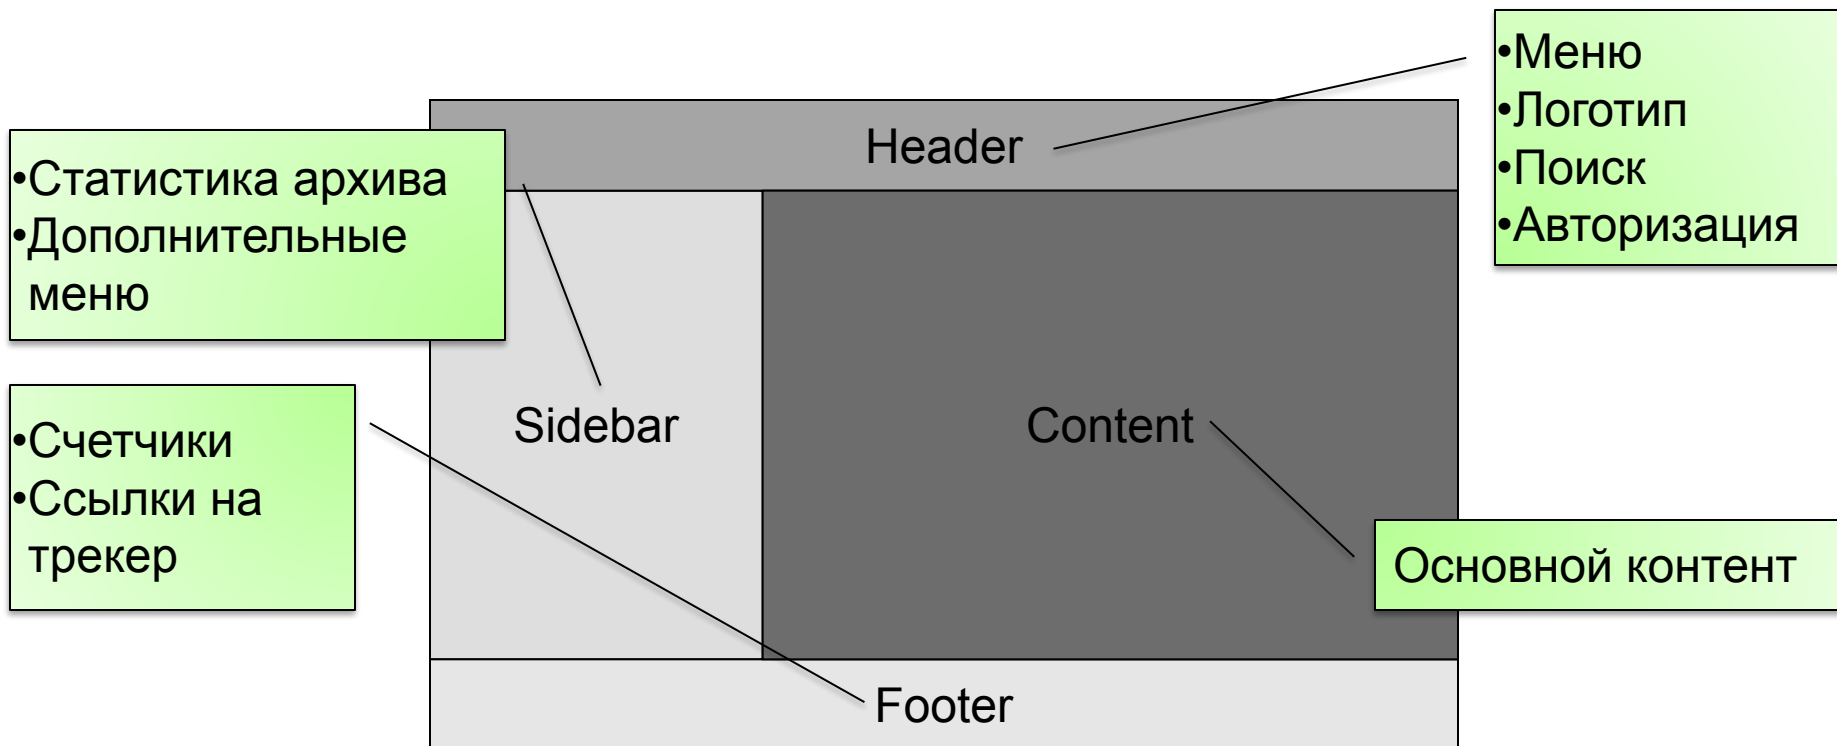 •Меню
•Логотип
•Поиск
•Авторизация
Header
•Статистика архива
•Дополнительные
меню
•Счетчики
•Ссылки на
трекер
Sidebar
Content
Основной контент
Footer